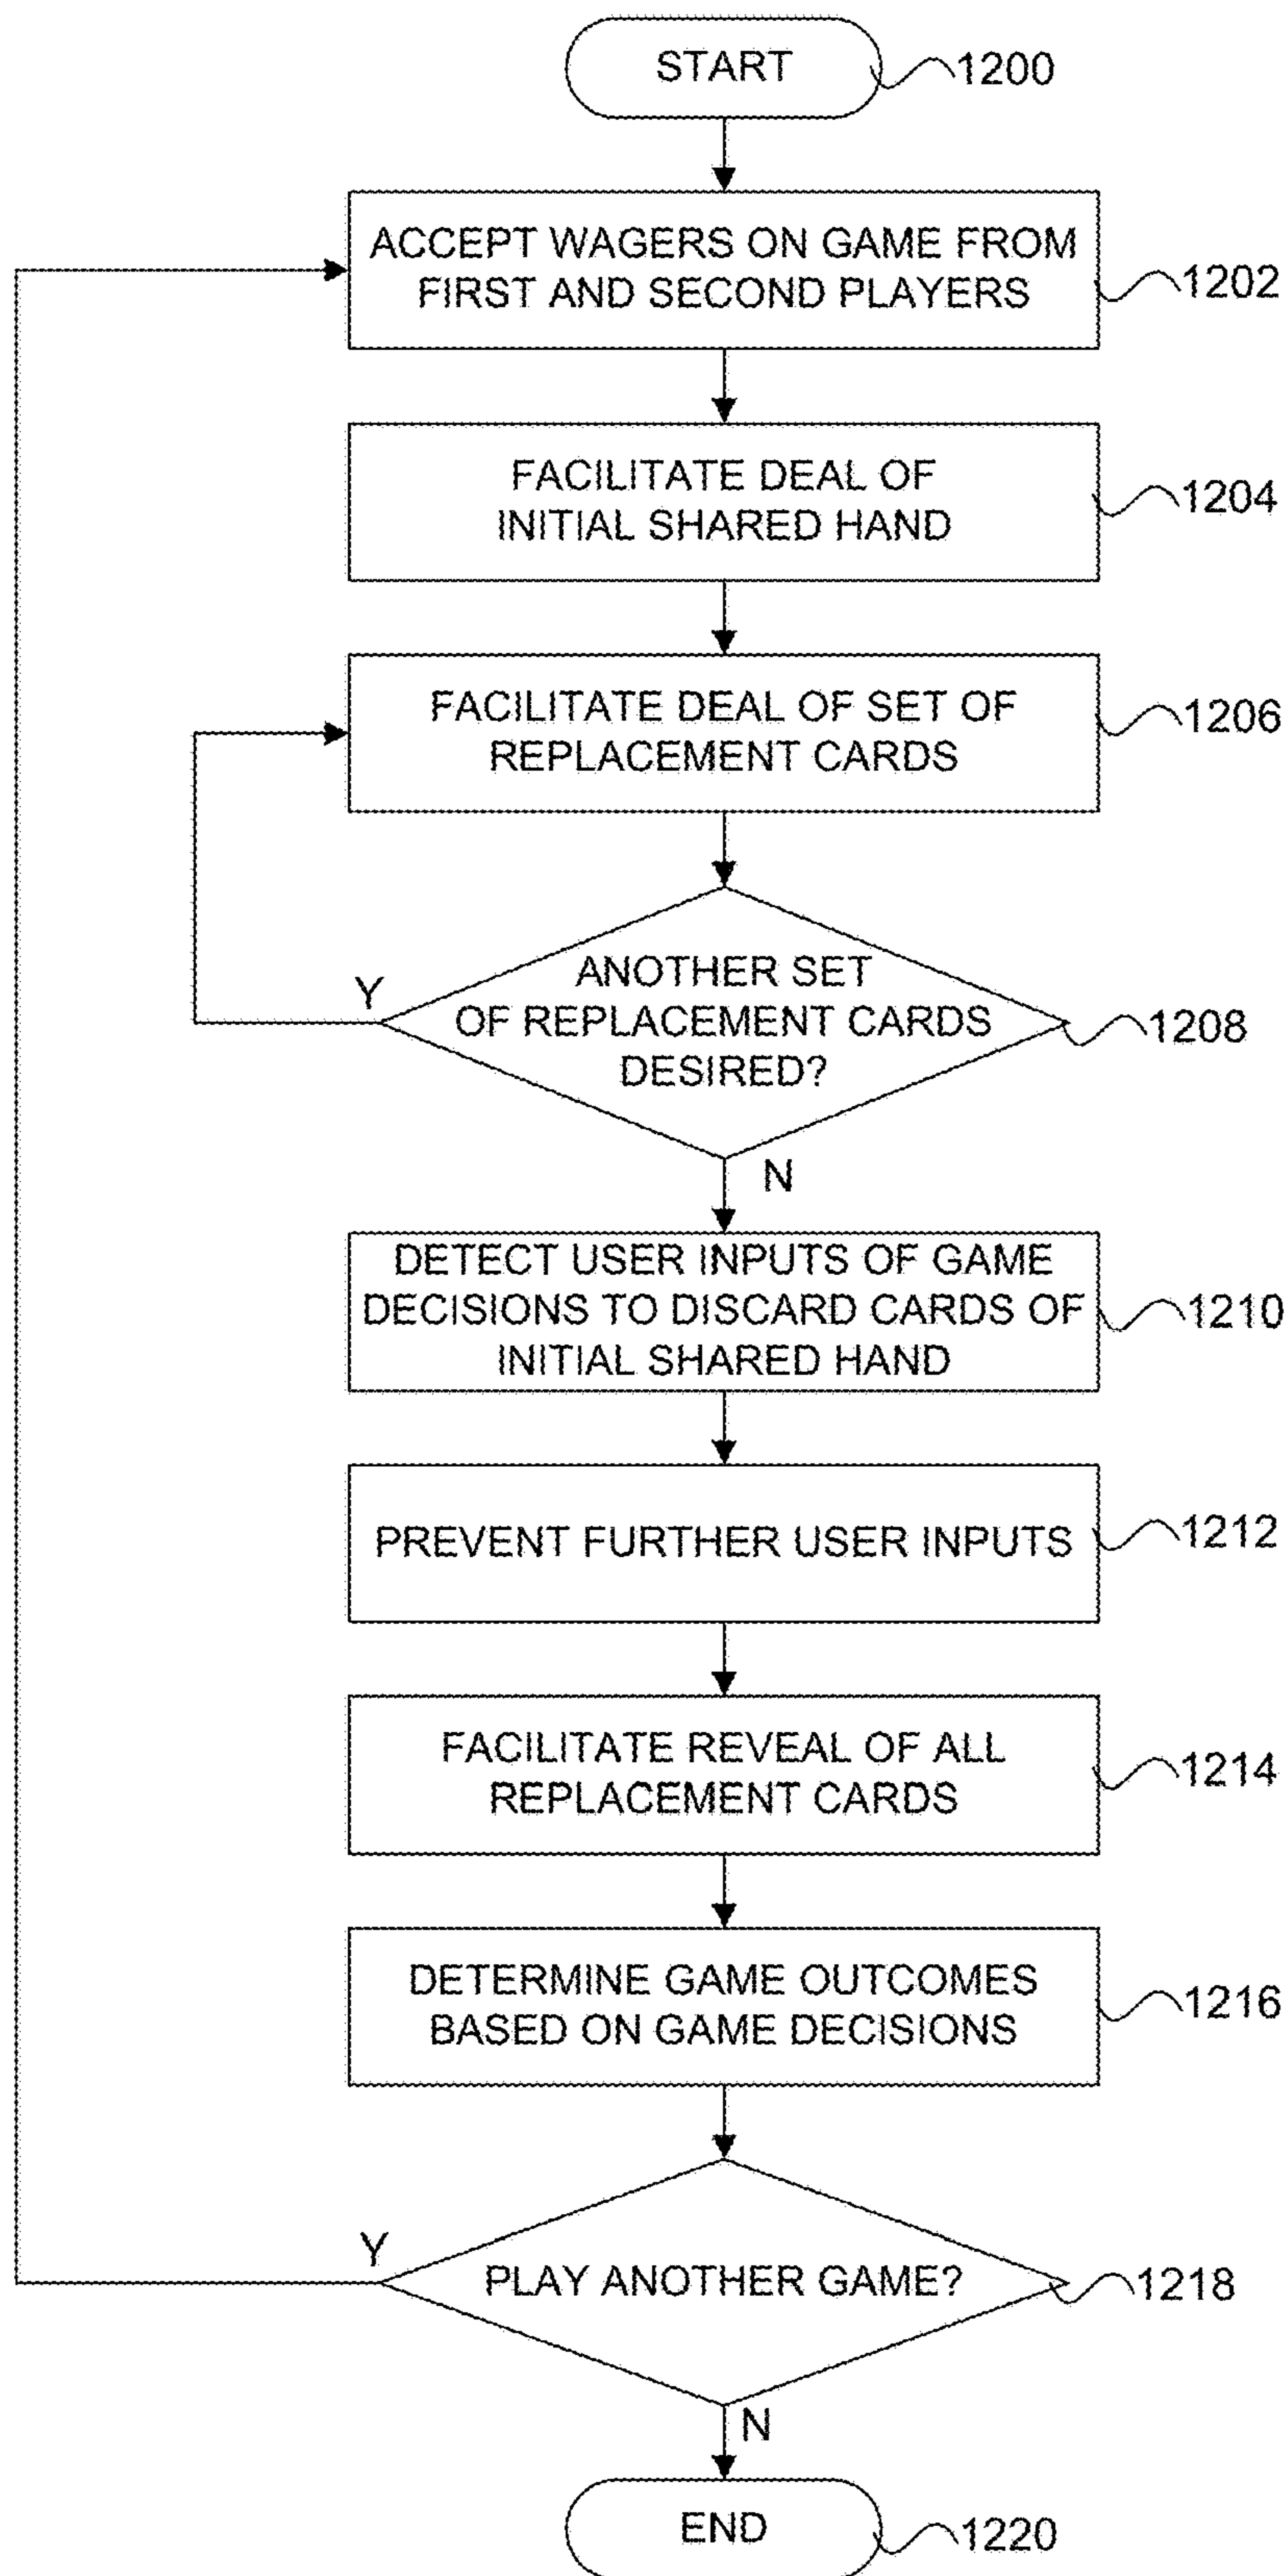 START
1200
ACCEPT WAGERS ON GAME FROM
FIRST AND SECOND PLAYERS
1202
FACILITATE DEAL OF
INITIAL SHARED HAND
1204
FACILITATE DEAL OF SET OF
REPLACEMENT CARDS
1206
ANOTHER SET
OF REPLACEMENT CARDS
DESIRED?
Y
1208
N
DETECT USER INPUTS OF GAME
DECISIONS TO DISCARD CARDS OF
INITIAL SHARED HAND
1210
PREVENT FURTHER USER INPUTS
1212
FACILITATE REVEAL OF ALL
REPLACEMENT CARDS
1214
DETERMINE GAME OUTCOMES
BASED ON GAME DECISIONS
1216
Y
PLAY ANOTHER GAME?
1218
N
END
1220